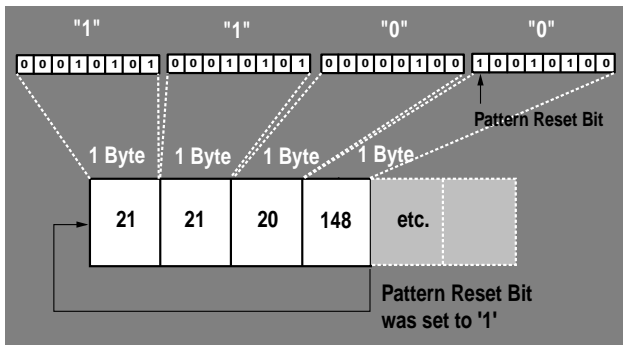 "1" "1" "0" "0"
0 0 0 1 0 1 0 1 0 0 0 1 0 1 0 1 0 0 0 0 0 1 0 0 1 0 0 1 0 1 0 0
Pattern Reset Bit
1 Byte 1 Byte 1 Byte 1 Byte
21 21 20 148 etc.
Pattern Reset Bit
was set to '1'